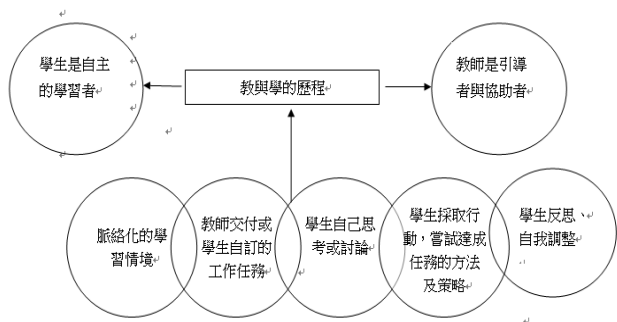 學生是自主
的學習者
教與學的歷程
教師是引導
者與協助者
脈絡化的學
習情境
教師交付或
學生自訂的
工作任務
學生自己思
考或討論
學生採取行
動，嘗試達成
任務的方法
及策略
學生反思、
自我調整